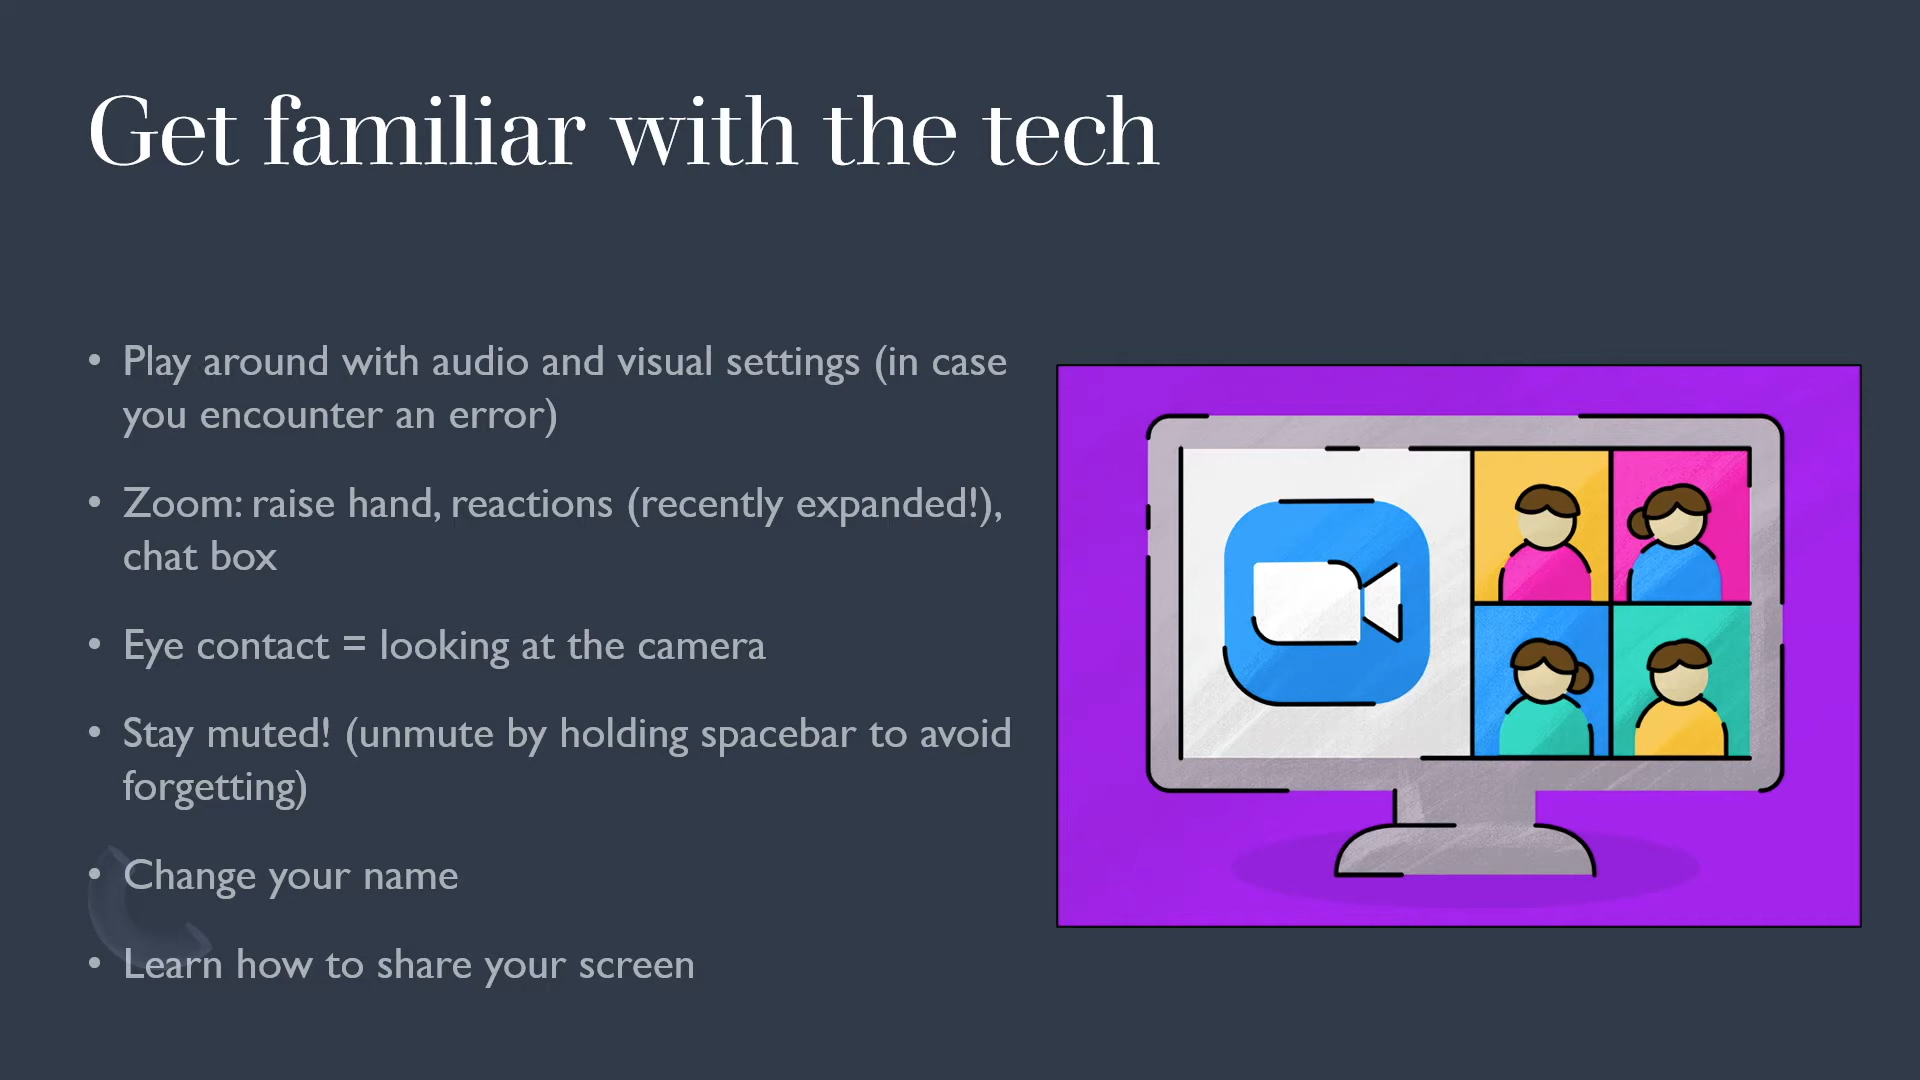 Get familiar with the tech
• Play around with audio and visual settings (in case
you encounter an error)
• Zoom: raise hand, reactions (recently expanded!),
chat box
• Eye contact = looking at the camera
• Stay muted! (unmute by holding spacebar to avoid
forgetting)
• Change your name
• Learn how to share your screen